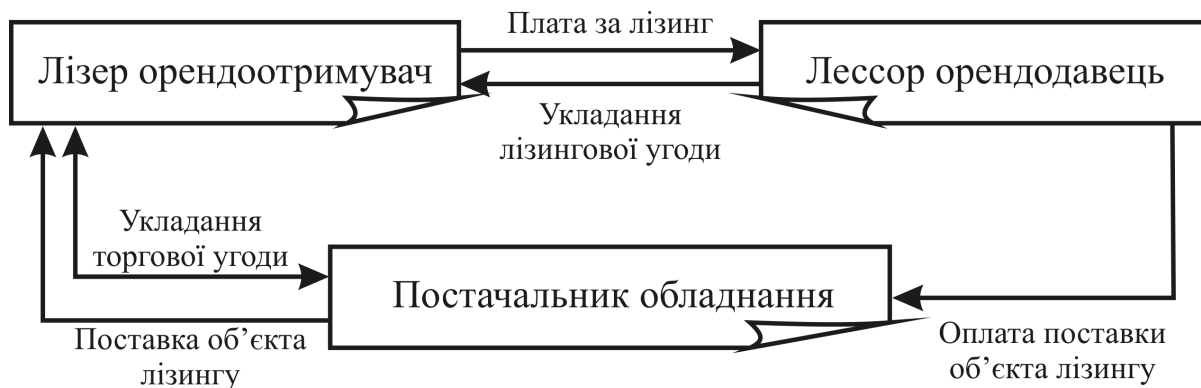 Плата за лізинг
Лізер орендоотримувач
Лессор орендодавець
Укладання
лізингової угоди
Укладання
торгової угоди
Постачальник обладнання
Поставка об’єкта
лізингу
Оплата поставки
об’єкта лізингу